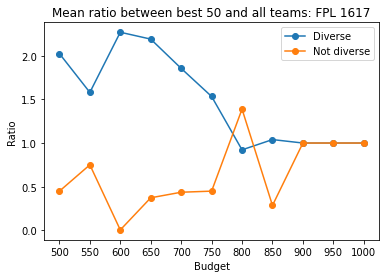 Mean ratio between best 50 and all teams: FPL 1617
Diverse
Not diverse
Ratio
2.0
1.5
1.0
0.5
0.0
500 550 600 650 700 750 800 850 900 950 1000
Budget